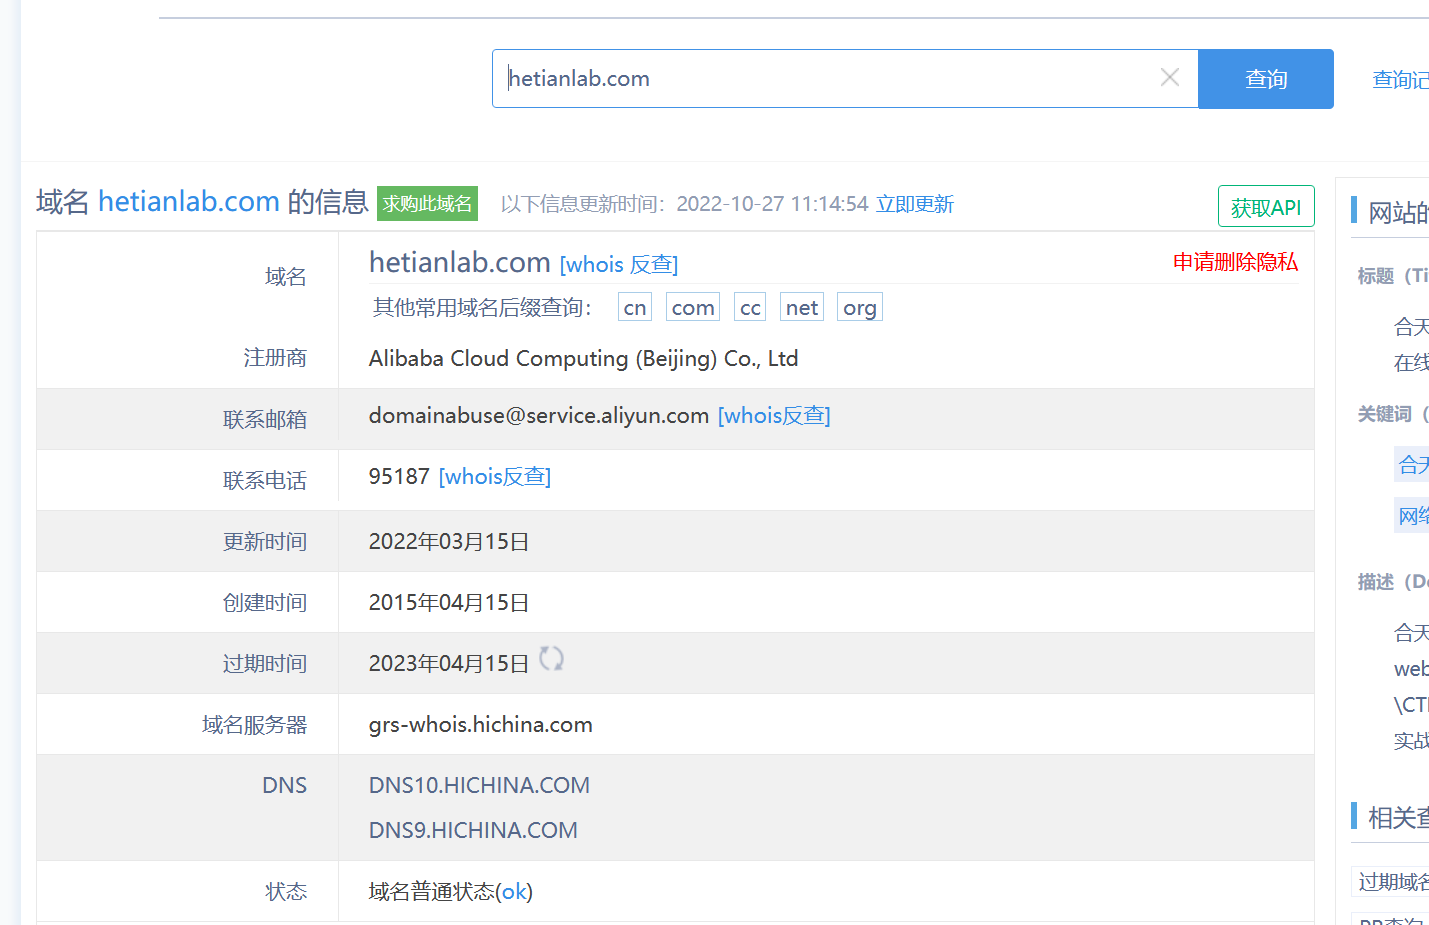 hetianlab.com
查询
查询记
域名 hetianlab.com 的信息 求购此域名 以下信息更新时间：2022-10-27 11:14:54 立即更新
获取API
域名
hetianlab.com [whois 反查]
申请删除隐私
其他常用域名后缀查询： cn com cc net org
注册商 Alibaba Cloud Computing (Beijing) Co., Ltd
联系邮箱 domainabuse@service.aliyun.com [whois反查]
联系电话 95187 [whois反查]
更新时间 2022年03月15日
创建时间 2015年04月15日
过期时间 2023年04月15日
域名服务器 grs-whois.hichina.com
DNS DNS10.HICHINA.COM
DNS9.HICHINA.COM
状态 域名普通状态(ok)
网站的
标题（Ti
合天
在线
关键词（
合天
网络
描述（De
合天
web
\CT
实战
相关查
过期域名